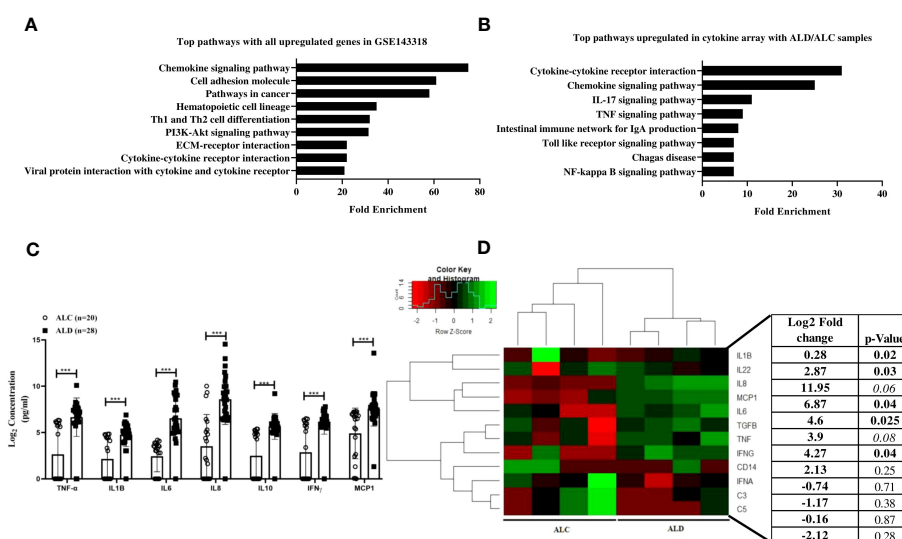 A
Top pathways with all upregulated genes in GSE143318
Chemokine signaling pathway
Cell adhesion molecule
Pathways in cancer
Hematopoietic cell lineage
Th1 and Th2 cell differentiation
PI3K-Akt signaling pathway
ECM-receptor interaction
Cytokine-cytokine receptor interaction
Viral protein interaction with cytokine and cytokine receptor
0 20 40 60 80
Fold Enrichment
B
Top pathways upregulated in cytokine array with ALD/ALC samples
Cytokine-cytokine receptor interaction
Chemokine signaling pathway
IL-17 signaling pathway
TNF signaling pathway
Intestinal immune network for IgA production
Toll like receptor signaling pathway
Chagas disease
NF-kappa B signaling pathway
0 10 20 30 40
Fold Enrichment
C
ALC (n=20)
ALD (n=28)
Log2 Concentration
(pg/ml)
15
10
5
0
*** *** *** *** *** *** ***
TNF-α IL1B IL6 IL8 IL10 IFNγ MCP1
D
Color Key
and Histogram
Count
0 6 14
-2 -1 0 1 2
Row Z-Score
IL1B
IL22
IL8
MCP1
IL6
TGFB
TNF
IFNG
CD14
IFNA
C3
C5
ALC ALD
Log2 Fold
change p-Value
0.28 0.02
2.87 0.03
11.95 0.06
6.87 0.04
4.6 0.025
3.9 0.08
4.27 0.04
2.13 0.25
-0.74 0.71
-1.17 0.38
-0.16 0.87
-2.12 0.28